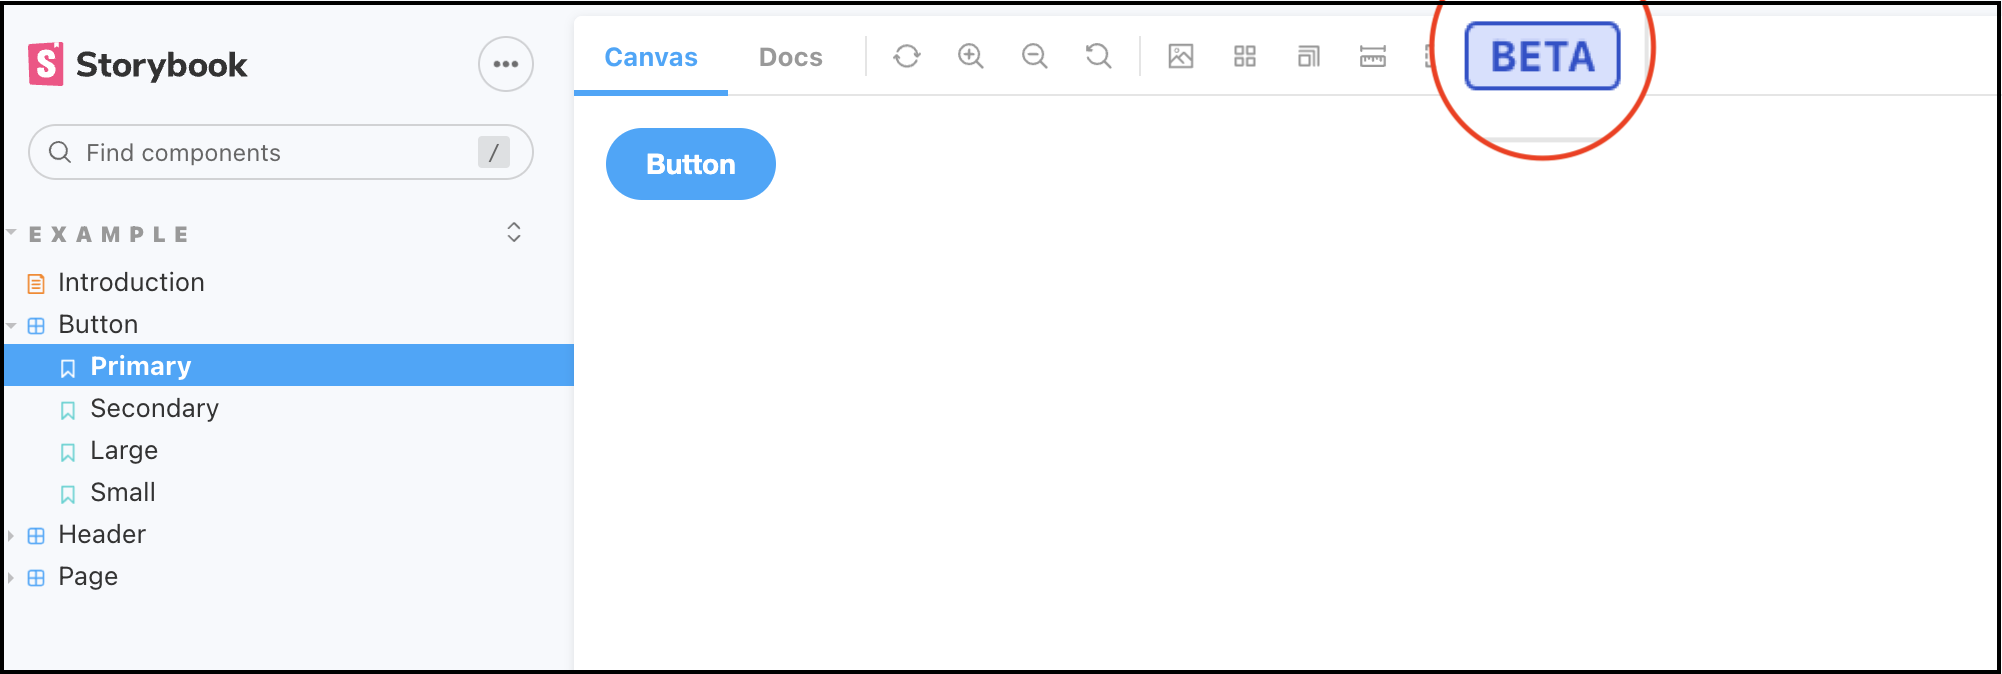 Storybook
Find components /
EXAMPLE
Introduction
Button
Primary
Secondary
Large
Small
Header
Page
Canvas Docs BETA
Button